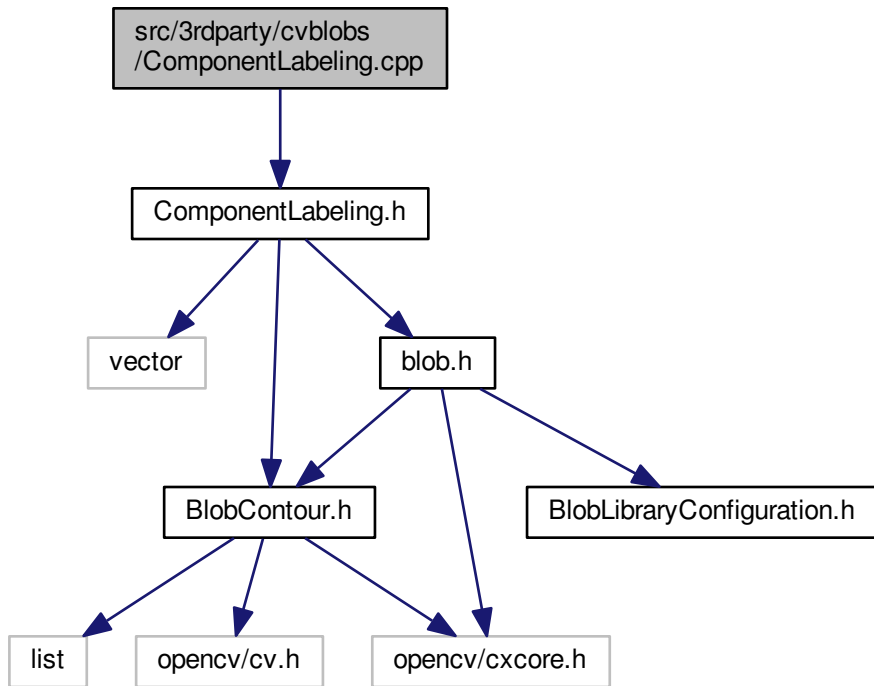 src/3rdparty/cvblobs
/ComponentLabeling.cpp
ComponentLabeling.h
vector
blob.h
BlobContour.h
BlobLibraryConfiguration.h
list
opencv/cv.h
opencv/cxcore.h